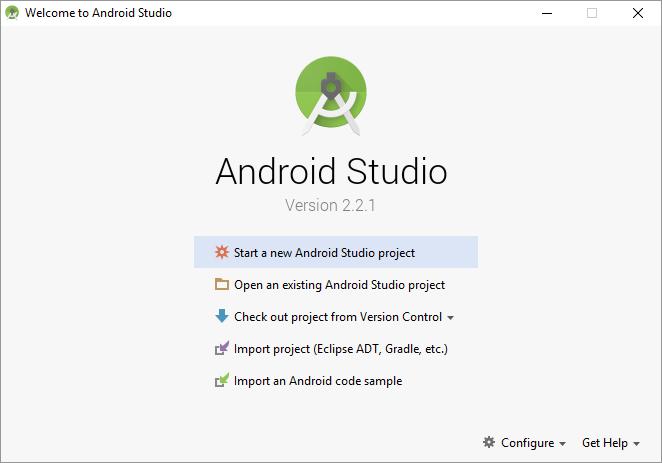 Welcome to Android Studio
Android Studio
Version 2.2.1
Start a new Android Studio project
Open an existing Android Studio project
Check out project from Version Control
Import project (Eclipse ADT, Gradle, etc.)
Import an Android code sample
Configure
Get Help